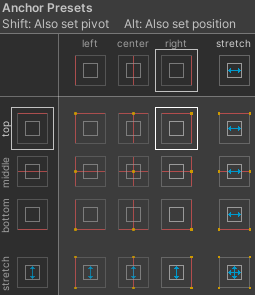 Anchor Presets
Shift: Also set pivot Alt: Also set position
left center right stretch
top
middle
bottom
stretch